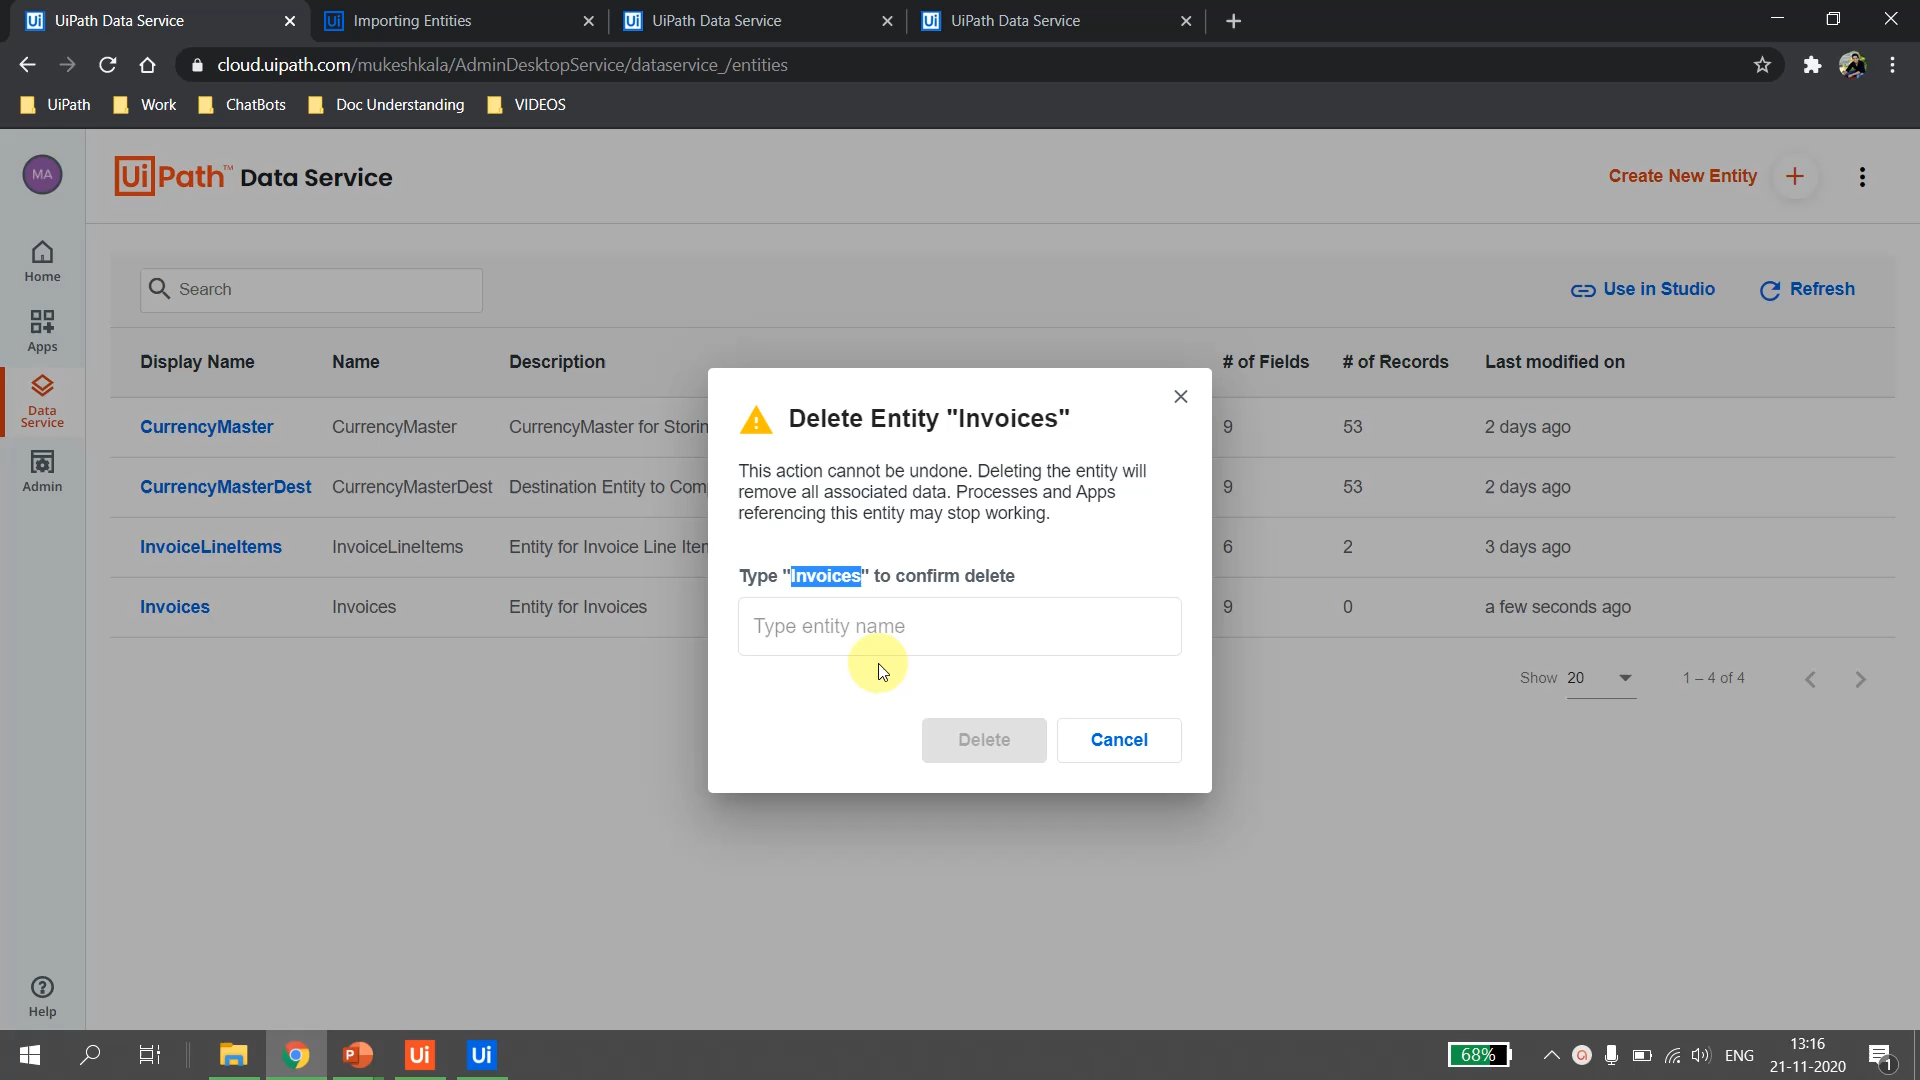 UiPath Data Service
Importing Entities
UiPath Data Service
UiPath Data Service
cloud.uipath.com/mukeshkala/AdminDesktopService/dataservice_/entities
UiPath
Work
ChatBots
Doc Understanding
VIDEOS
MA
UiPath™ Data Service
Create New Entity
Home
Apps
Data
Service
Admin
Help
Search
Use in Studio
Refresh
Display Name Name Description # of Fields # of Records Last modified on
CurrencyMaster CurrencyMaster CurrencyMaster for Storin 9 53 2 days ago
CurrencyMasterDest CurrencyMasterDest Destination Entity to Com 9 53 2 days ago
InvoiceLineItems InvoiceLineItems Entity for Invoice Line Iter 6 2 3 days ago
Invoices Invoices Entity for Invoices 9 0 a few seconds ago
Show 20 1 – 4 of 4
Delete Entity "Invoices"
This action cannot be undone. Deleting the entity will
remove all associated data. Processes and Apps
referencing this entity may stop working.
Type "Invoices" to confirm delete
Type entity name
Delete
Cancel
68%
ENG
13:16
21-11-2020
1